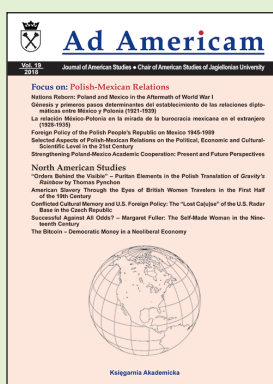 Ad Americam
Vol. 19
2018
Journal of American Studies ● Chair of American Studies of Jagiellonian University
Focus on: Polish-Mexican Relations
Nations Reborn: Poland and Mexico in the Aftermath of World War I
Génesis y primeros pasos determinantes del establecimiento de las relaciones diplo-
máticas entre México y Polonia (1921-1939)
La relación México-Polonia en la mirada de la burocracia mexicana en el extranjero
(1928-1935)
Foreign Policy of the Polish People's Republic on Mexico 1945-1989
Selected Aspects of Polish-Mexican Relations on the Political, Economic and Cultural-
Scientific Level in the 21st Century
Strengthening Poland-Mexico Academic Cooperation: Present and Future Perspectives
North American Studies
"Orders Behind the Visible" – Puritan Elements in the Polish Translation of Gravity's
Rainbow by Thomas Pynchon
American Slavery Through the Eyes of British Women Travelers in the First Half
of the 19th Century
Conflicted Cultural Memory and U.S. Foreign Policy: The "Lost Ca[u]se" of the U.S. Radar
Base in the Czech Republic
Successful Against All Odds? – Margaret Fuller: The Self-Made Woman in the Nine-
teenth Century
The Bitcoin – Democratic Money in a Neoliberal Economy
Księgarnia Akademicka